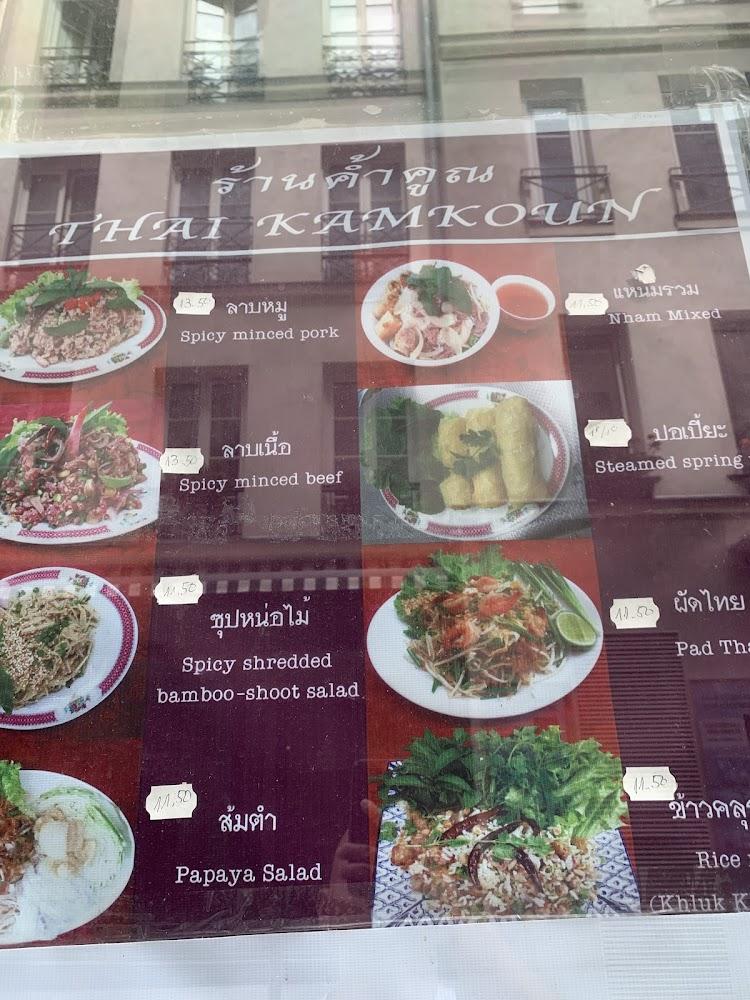 ร้านค้ำคูณ
THAI KAMKOUN
13.50 ลาบหมู
Spicy minced pork
13.50 ลาบเนื้อ
Spicy minced beef
11,50
ซุปหน่อไม้
Spicy shredded
bamboo-shoot salad
11,50
ส้มตำ
Papaya Salad
11,50 แหนมรวม
Nham Mixed
ปอเปี๊ยะ
Steamed spring
11.50 ผัดไทย
Pad Tha
11.50
ข้าวคลุ
Rice
(Khluk K